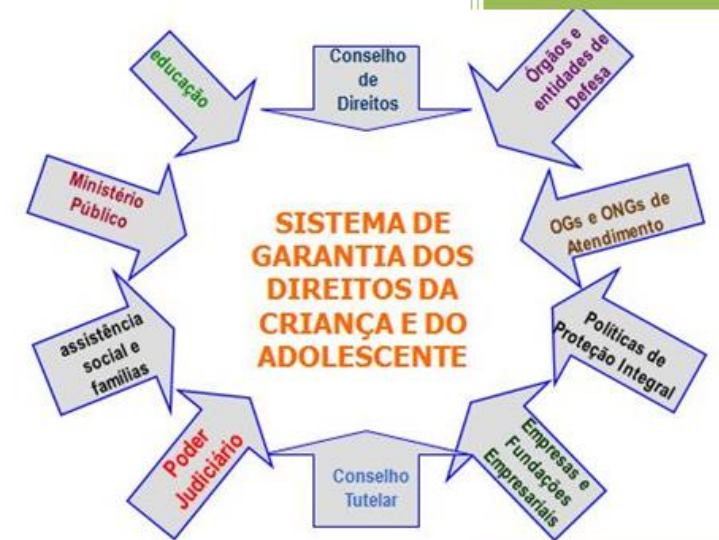 Conselho
de
Direitos
Órgãos e
entidades de
Defesa
OGs e ONGs de
Atendimento
Políticas de
Proteção Integral
Empresas e
Fundações
Empresariais
Conselho
Tutelar
Poder
Judiciário
assistência
social e
famílias
Ministério
Público
educação
SISTEMA DE
GARANTIA DOS
DIREITOS DA
CRIANÇA E DO
ADOLESCENTE